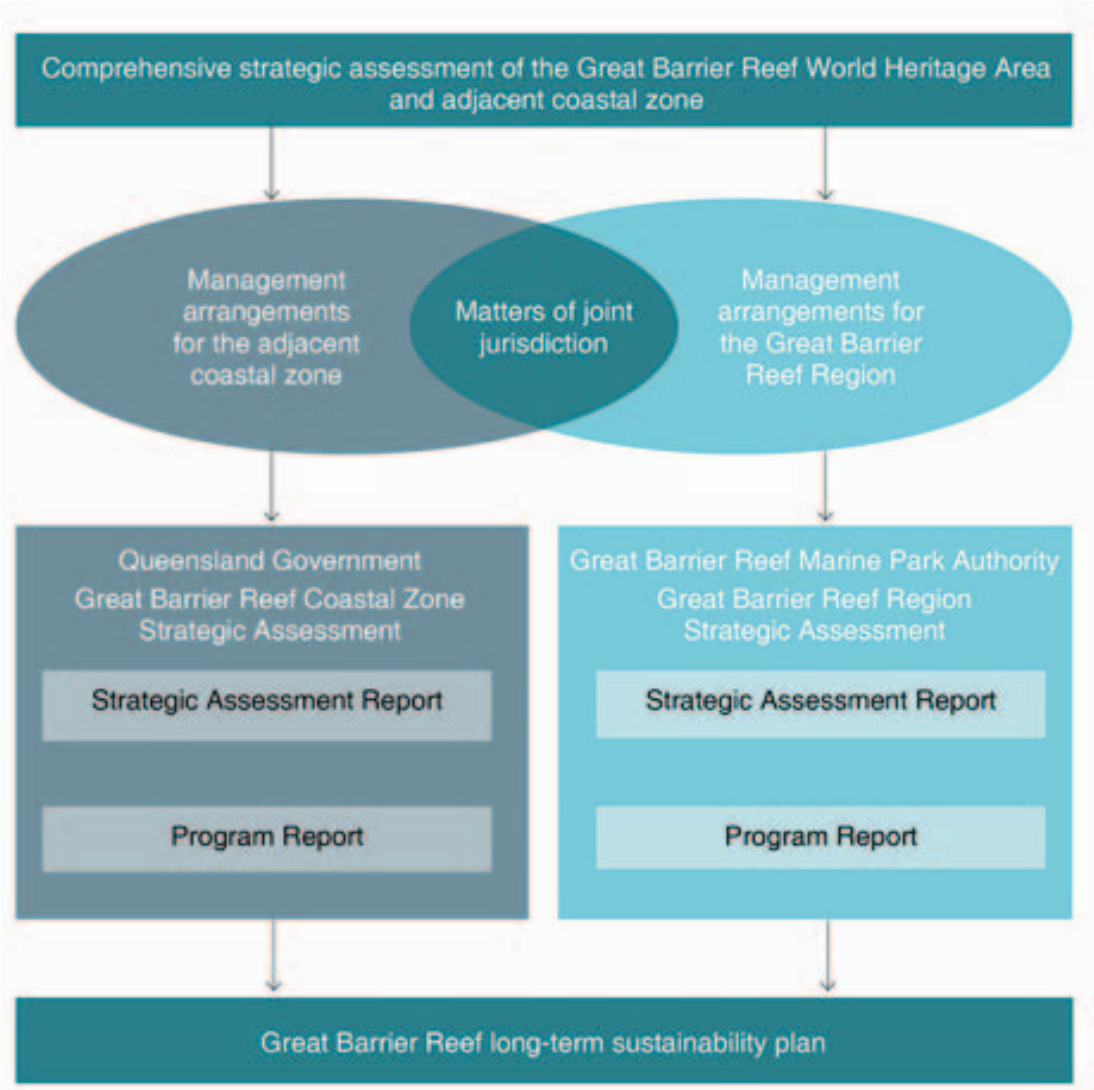 Comprehensive strategic assessment of the Great Barrier Reef World Heritage Area
and adjacent coastal zone
Management
arrangements
for the adjacent
coastal zone
Matters of joint
jurisdiction
Management
arrangements for
the Great Barrier
Reef Region
Queensland Government
Great Barrier Reef Coastal Zone
Strategic Assessment
Strategic Assessment Report
Program Report
Great Barrier Reef Marine Park Authority
Great Barrier Reef Region
Strategic Assessment
Strategic Assessment Report
Program Report
Great Barrier Reef long-term sustainability plan